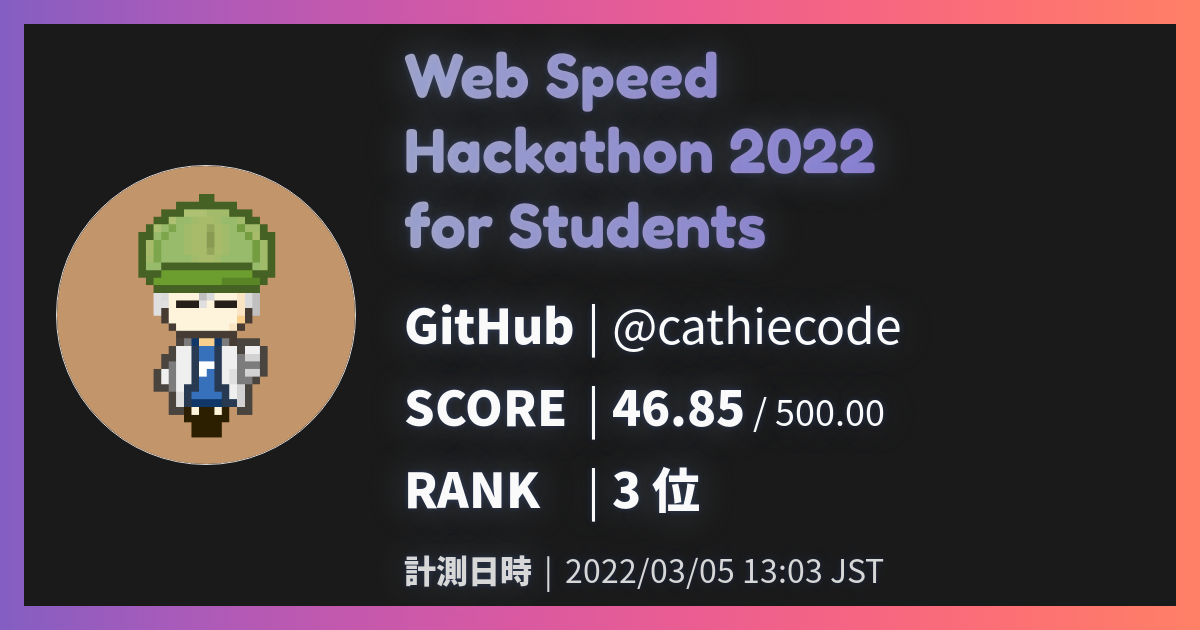 Web Speed
Hackathon 2022
for Students
GitHub | @cathiecode
SCORE | 46.85 / 500.00
RANK | 3 位
計測日時 | 2022/03/05 13:03 JST